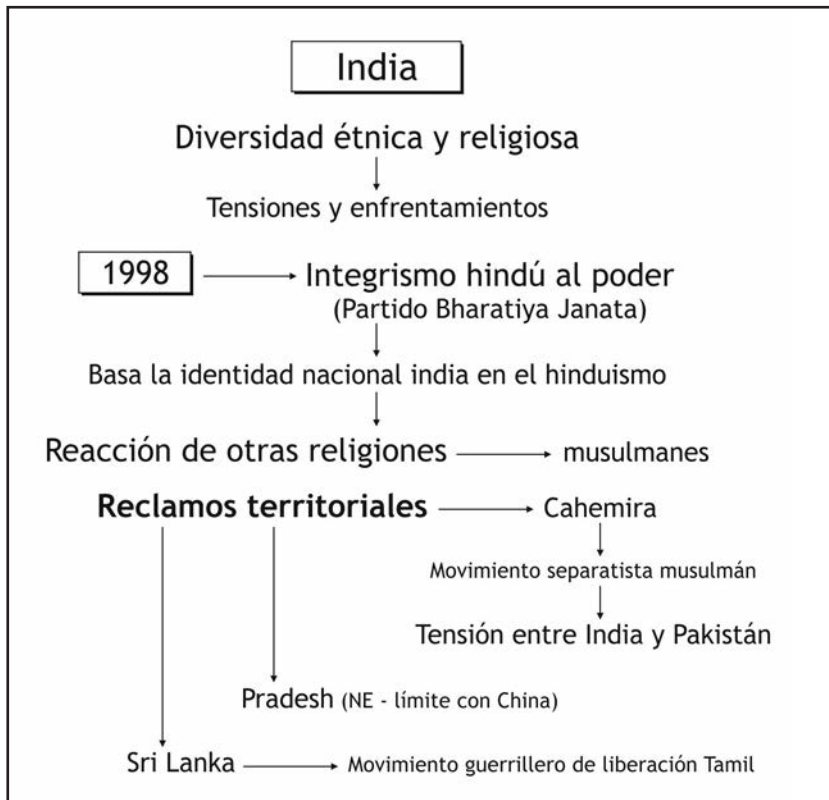 India
Diversidad étnica y religiosa
Tensiones y enfrentamientos
1998
Integrismo hindú al poder
(Partido Bharatiya Janata)
Basa la identidad nacional india en el hinduismo
Reacción de otras religiones
musulmanes
Reclamos territoriales
Cahemira
Movimiento separatista musulmán
Tensión entre India y Pakistán
Pradesh (NE - límite con China)
Sri Lanka
Movimiento guerrillero de liberación Tamil